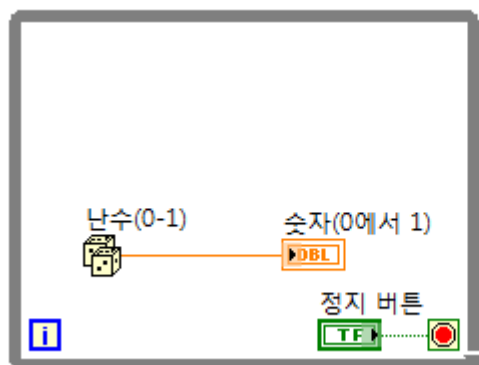 난수(0-1)
숫자(0에서 1)
DBL
정지 버튼
TF
i